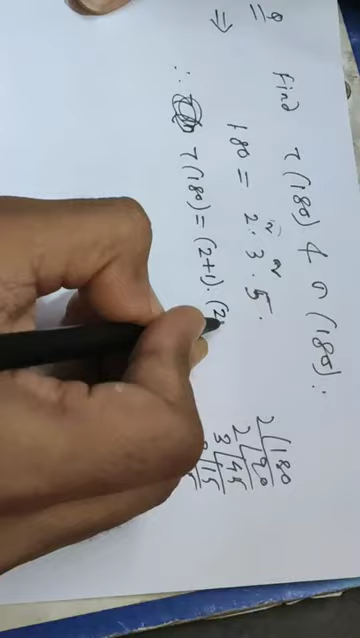 Q Find τ(180) & σ(180).
⇒ 180 = 2² · 3² · 5.
∴ τ(180) = (2+1) · (2
2 | 180
2 | 90
3 | 45
3 | 15
5